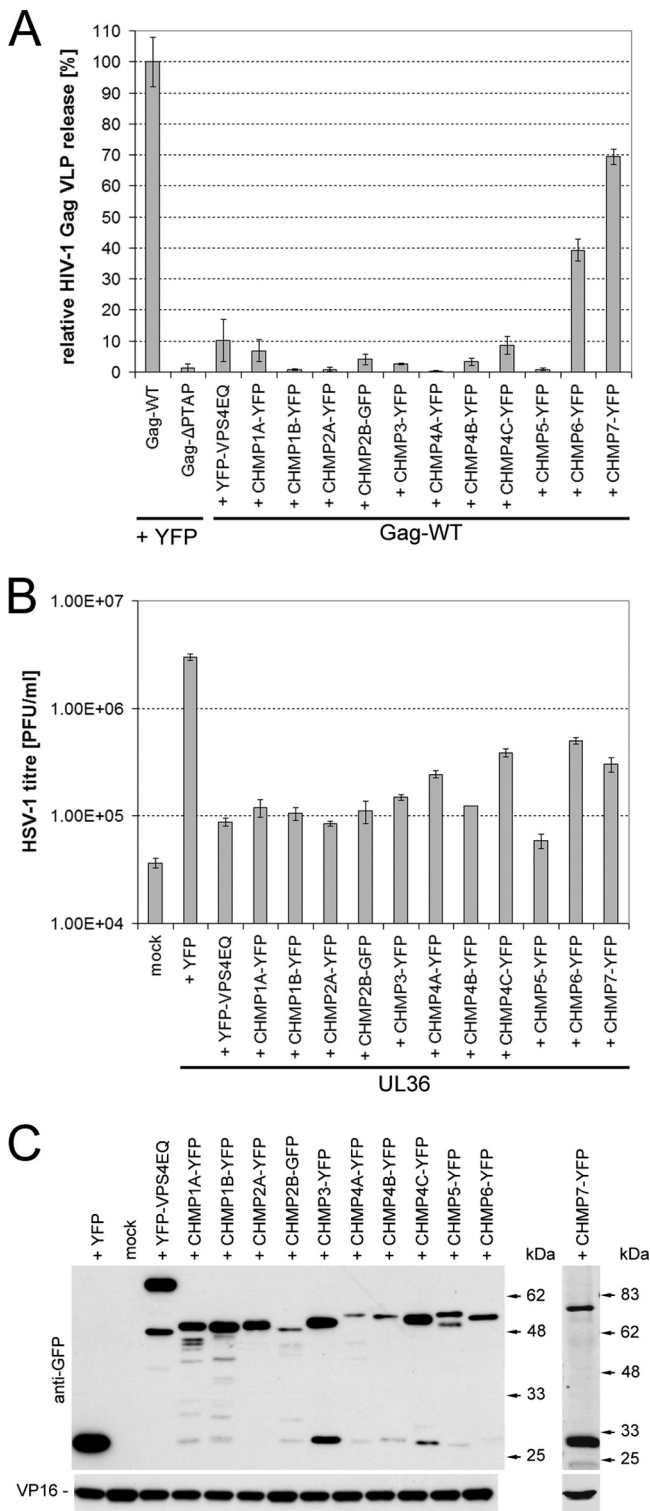 A
relative HIV-1 Gag VLP release [%]
110
100
90
80
70
60
50
40
30
20
10
0
Gag-WT
Gag-ΔPTAP
+ YFP-VPS4EQ
+ CHMP1A-YFP
+ CHMP1B-YFP
+ CHMP2A-YFP
+ CHMP2B-GFP
+ CHMP3-YFP
+ CHMP4A-YFP
+ CHMP4B-YFP
+ CHMP4C-YFP
+ CHMP5-YFP
+ CHMP6-YFP
+ CHMP7-YFP
+ YFP
Gag-WT
B
HSV-1 titre [PFU/ml]
1.00E+07
1.00E+06
1.00E+05
1.00E+04
mock
+ YFP
+ YFP-VPS4EQ
+ CHMP1A-YFP
+ CHMP1B-YFP
+ CHMP2A-YFP
+ CHMP2B-GFP
+ CHMP3-YFP
+ CHMP4A-YFP
+ CHMP4B-YFP
+ CHMP4C-YFP
+ CHMP5-YFP
+ CHMP6-YFP
+ CHMP7-YFP
UL36
C
+ YFP
mock
+ YFP-VPS4EQ
+ CHMP1A-YFP
+ CHMP1B-YFP
+ CHMP2A-YFP
+ CHMP2B-GFP
+ CHMP3-YFP
+ CHMP4A-YFP
+ CHMP4B-YFP
+ CHMP4C-YFP
+ CHMP5-YFP
+ CHMP6-YFP
kDa
+ CHMP7-YFP
kDa
anti-GFP
62
48
33
25
83
62
48
33
25
VP16 -